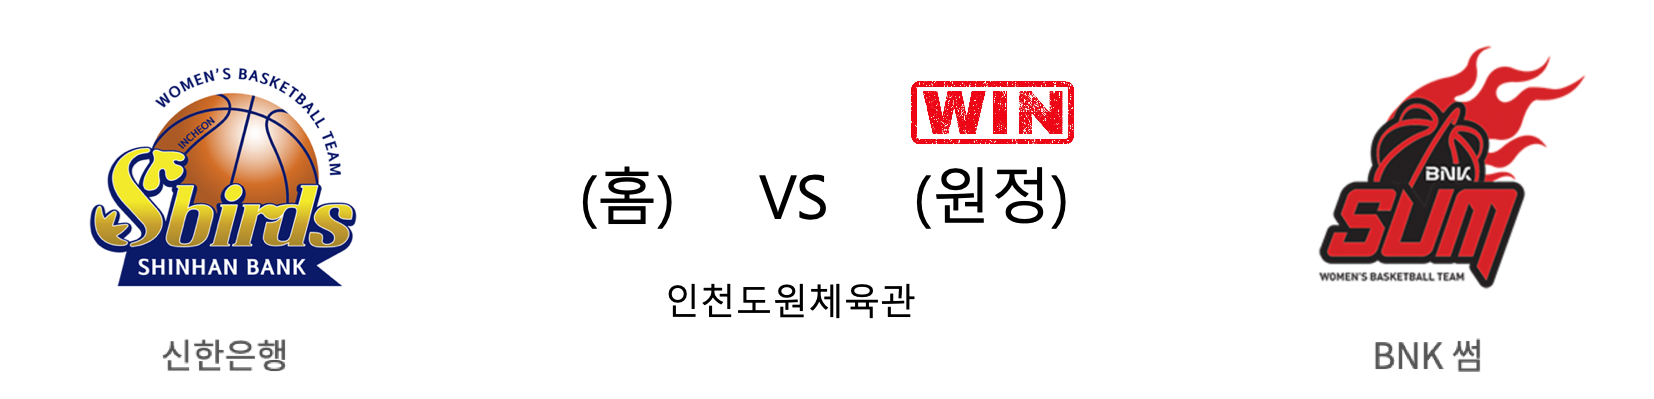 WOMEN'S BASKETBALL TEAM
INCHEON
Sbirds
SHINHAN BANK
신한은행
WIN
(홈) VS (원정)
인천도원체육관
BNK
SUM
WOMEN'S BASKETBALL TEAM
BNK 썸